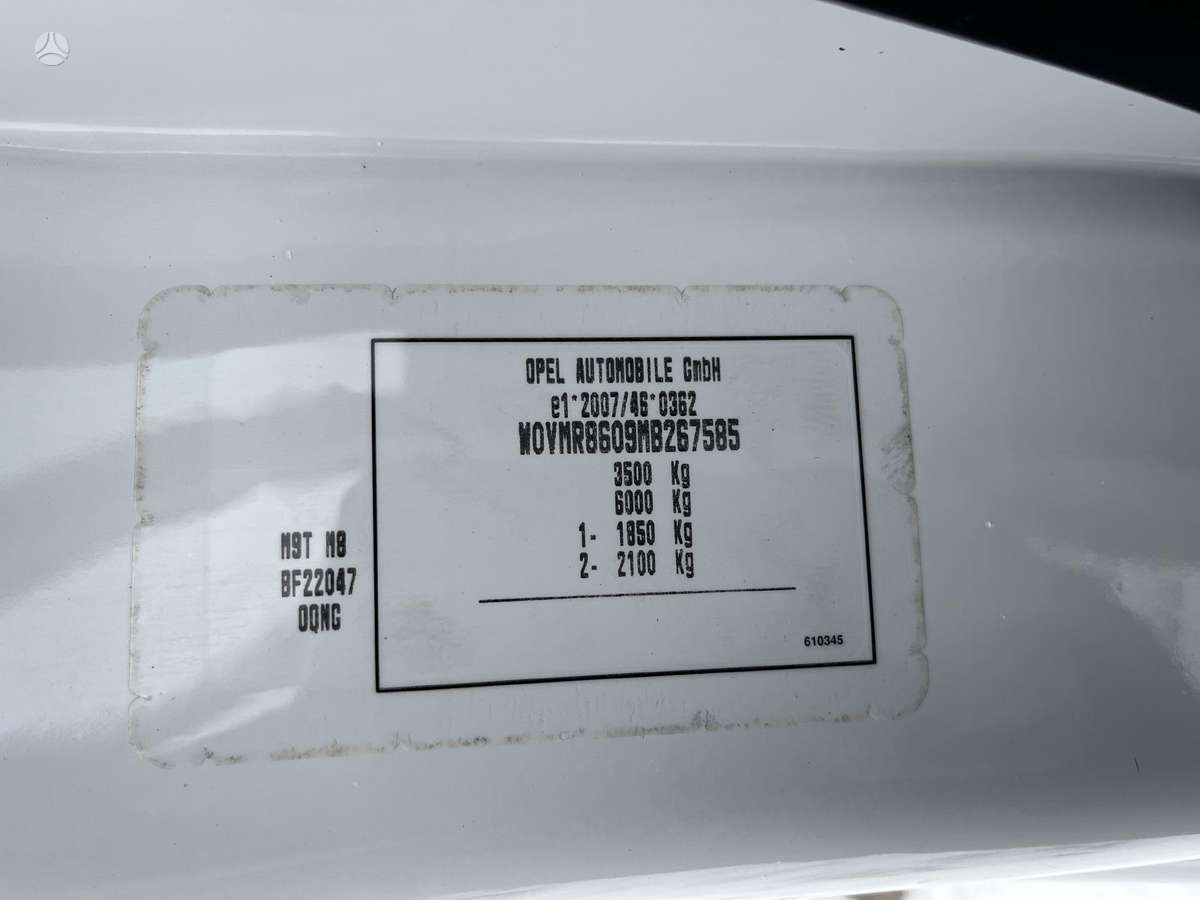 OPEL AUTOMOBILE GmbH
e1*2007/46*0362
W0VMR8609MB267585
3500 Kg
6000 Kg
1- 1850 Kg
2- 2100 Kg
M9T M8
BF22047
0QNG
610345